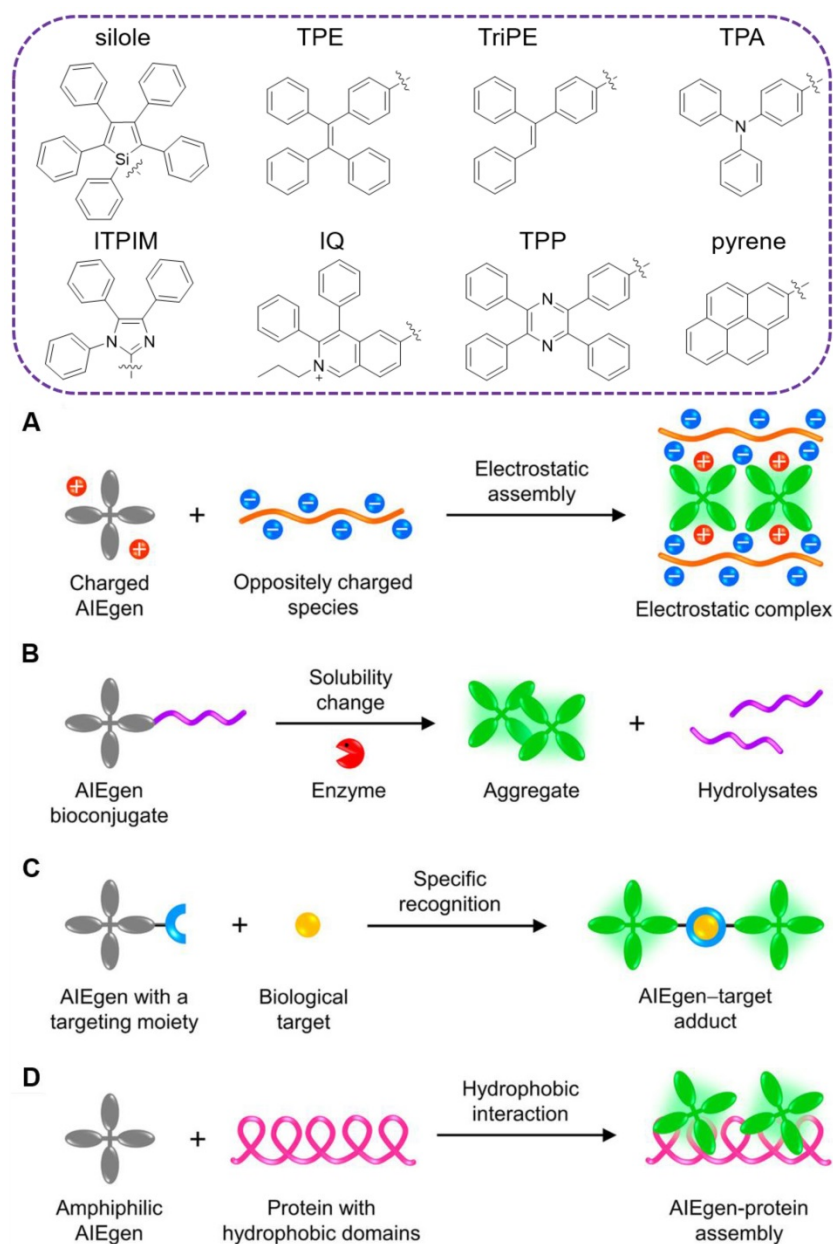 silole TPE TriPE TPA
Si
N
ITPIM IQ TPP pyrene
N N
N+
N
N
A
Electrostatic
assembly
+
Charged
AIEgen
Oppositely charged
species
Electrostatic complex
B
Solubility
change
+
AIEgen
bioconjugate
Enzyme
Aggregate
Hydrolysates
C
Specific
recognition
+
AIEgen with a
targeting moiety
Biological
target
AIEgen–target
adduct
D
Hydrophobic
interaction
+
Amphiphilic
AIEgen
Protein with
hydrophobic domains
AIEgen-protein
assembly